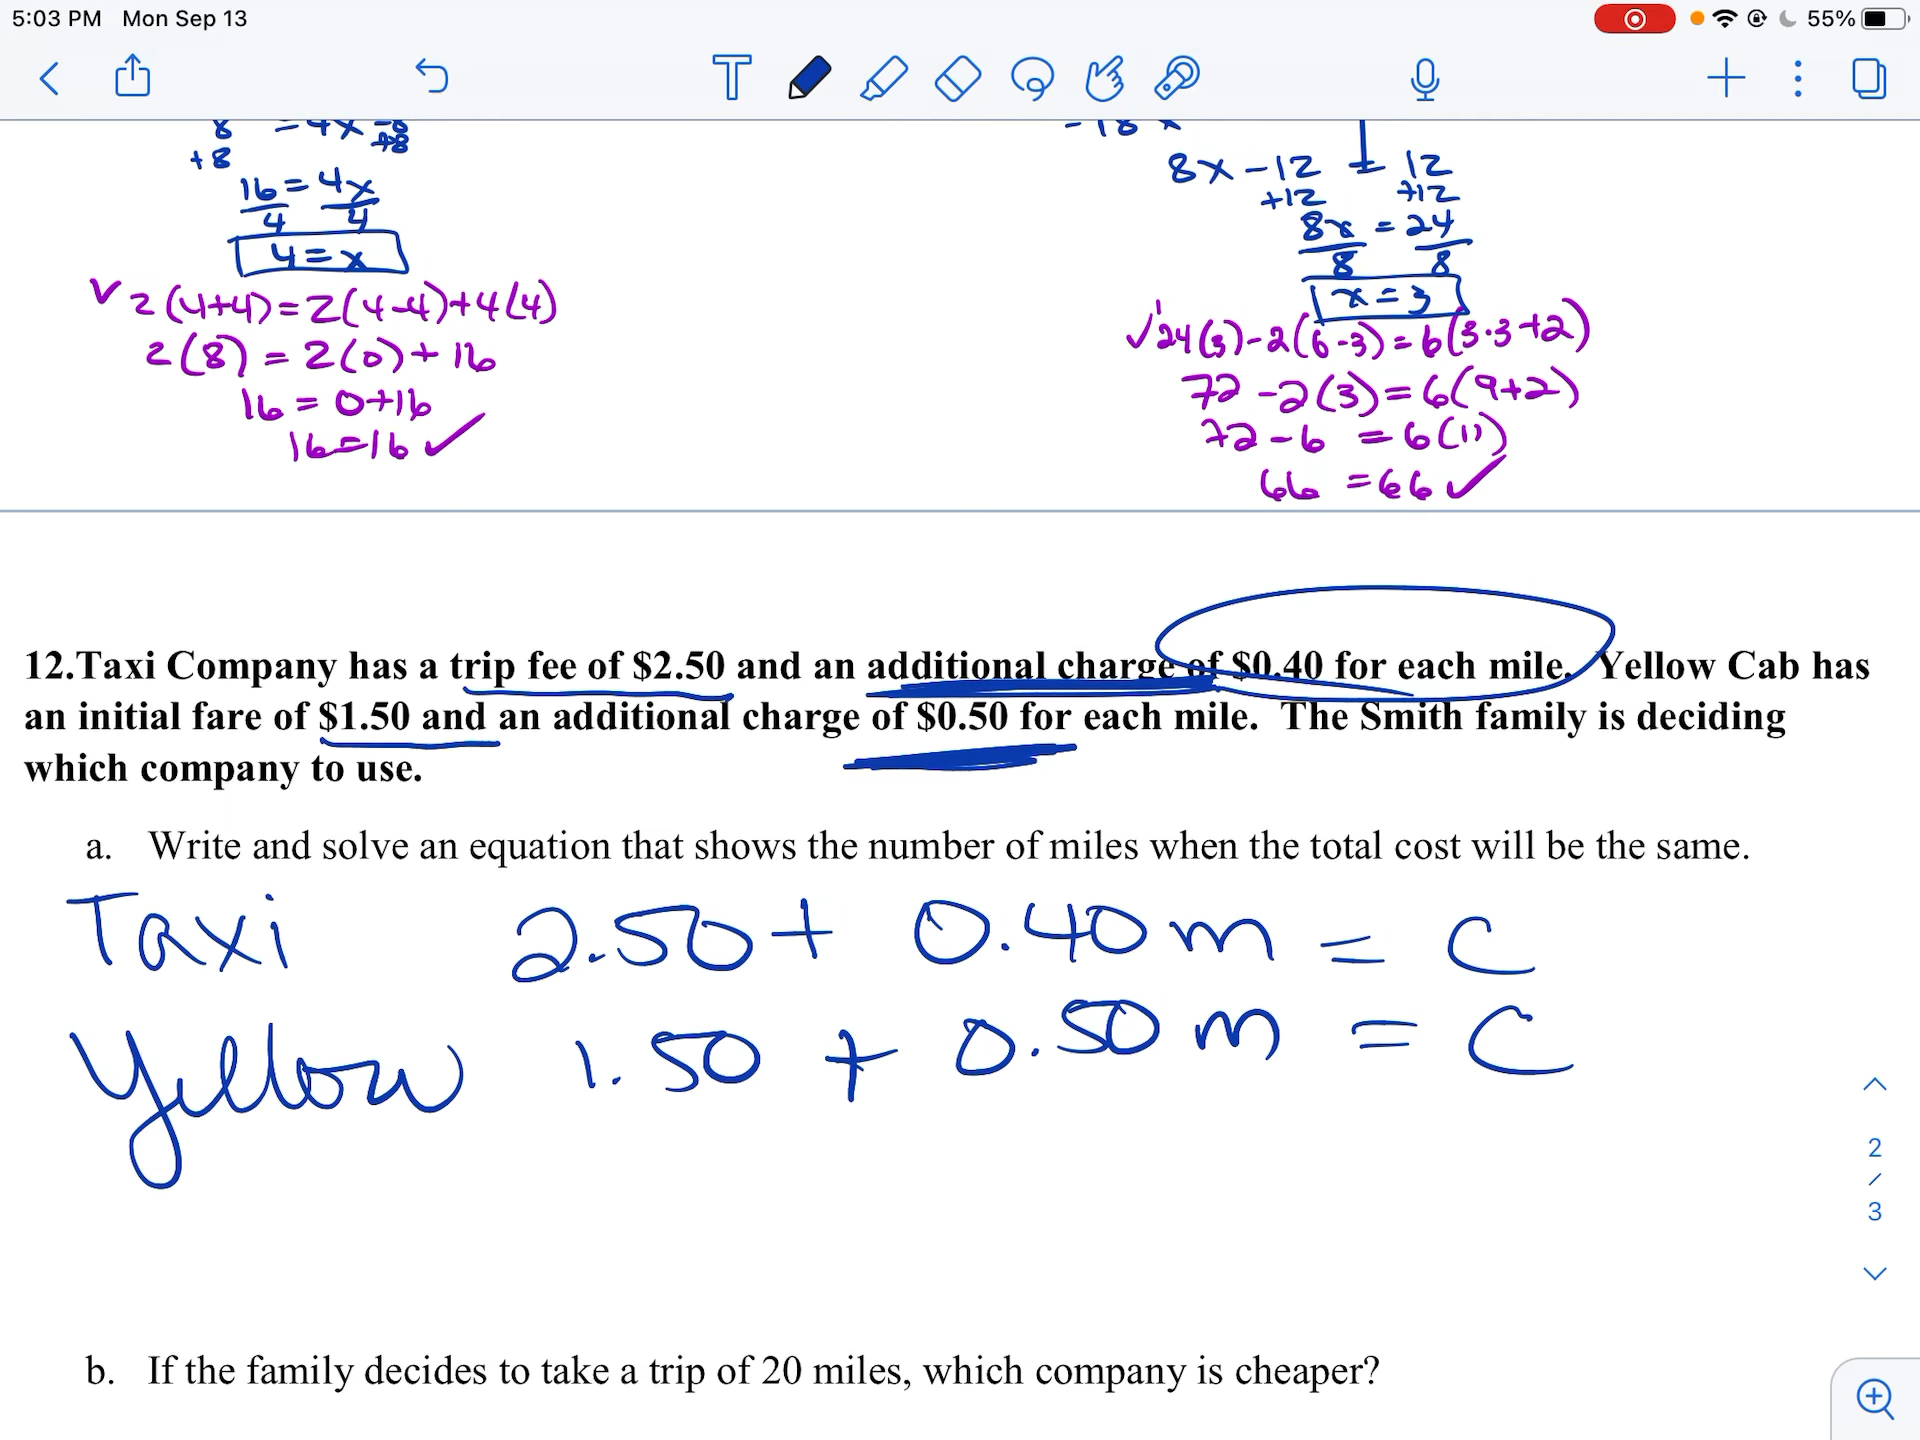 5:03 PM Mon Sep 13
55%
T
8 = 4x -8
+8 +8
16 = 4x
4 4
4 = x
✓ 2(4+4)=2(4-4)+4(4)
2(8) = 2(0)+ 16
16 = 0+16
16=16 ✓
-18x
8x -12 = 12
+12 +12
8x = 24
8 8
x = 3
✓ 24(3)-2(6-3)=6(3·3+2)
72 -2(3)=6(9+2)
72 - 6 = 6(11)
66 = 66 ✓
12.Taxi Company has a trip fee of $2.50 and an additional charge of $0.40 for each mile. Yellow Cab has
an initial fare of $1.50 and an additional charge of $0.50 for each mile. The Smith family is deciding
which company to use.
a. Write and solve an equation that shows the number of miles when the total cost will be the same.
Taxi 2.50 + 0.40 m = C
Yellow 1.50 + 0.50 m = C
2
/
3
b. If the family decides to take a trip of 20 miles, which company is cheaper?